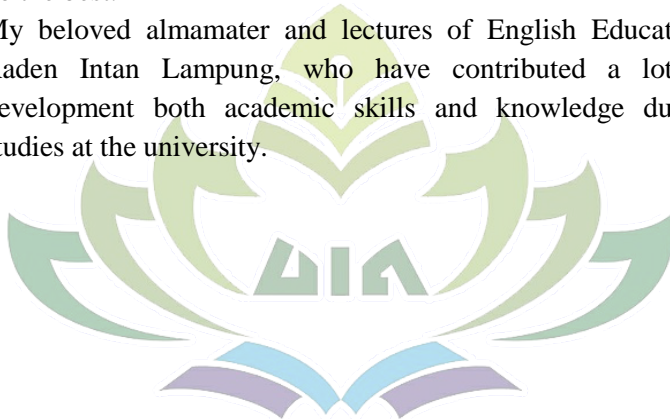 My beloved almamater and lectures of English Educat
aden Intan Lampung, who have contributed a lot
evelopment both academic skills and knowledge du
tudies at the university.
UIN